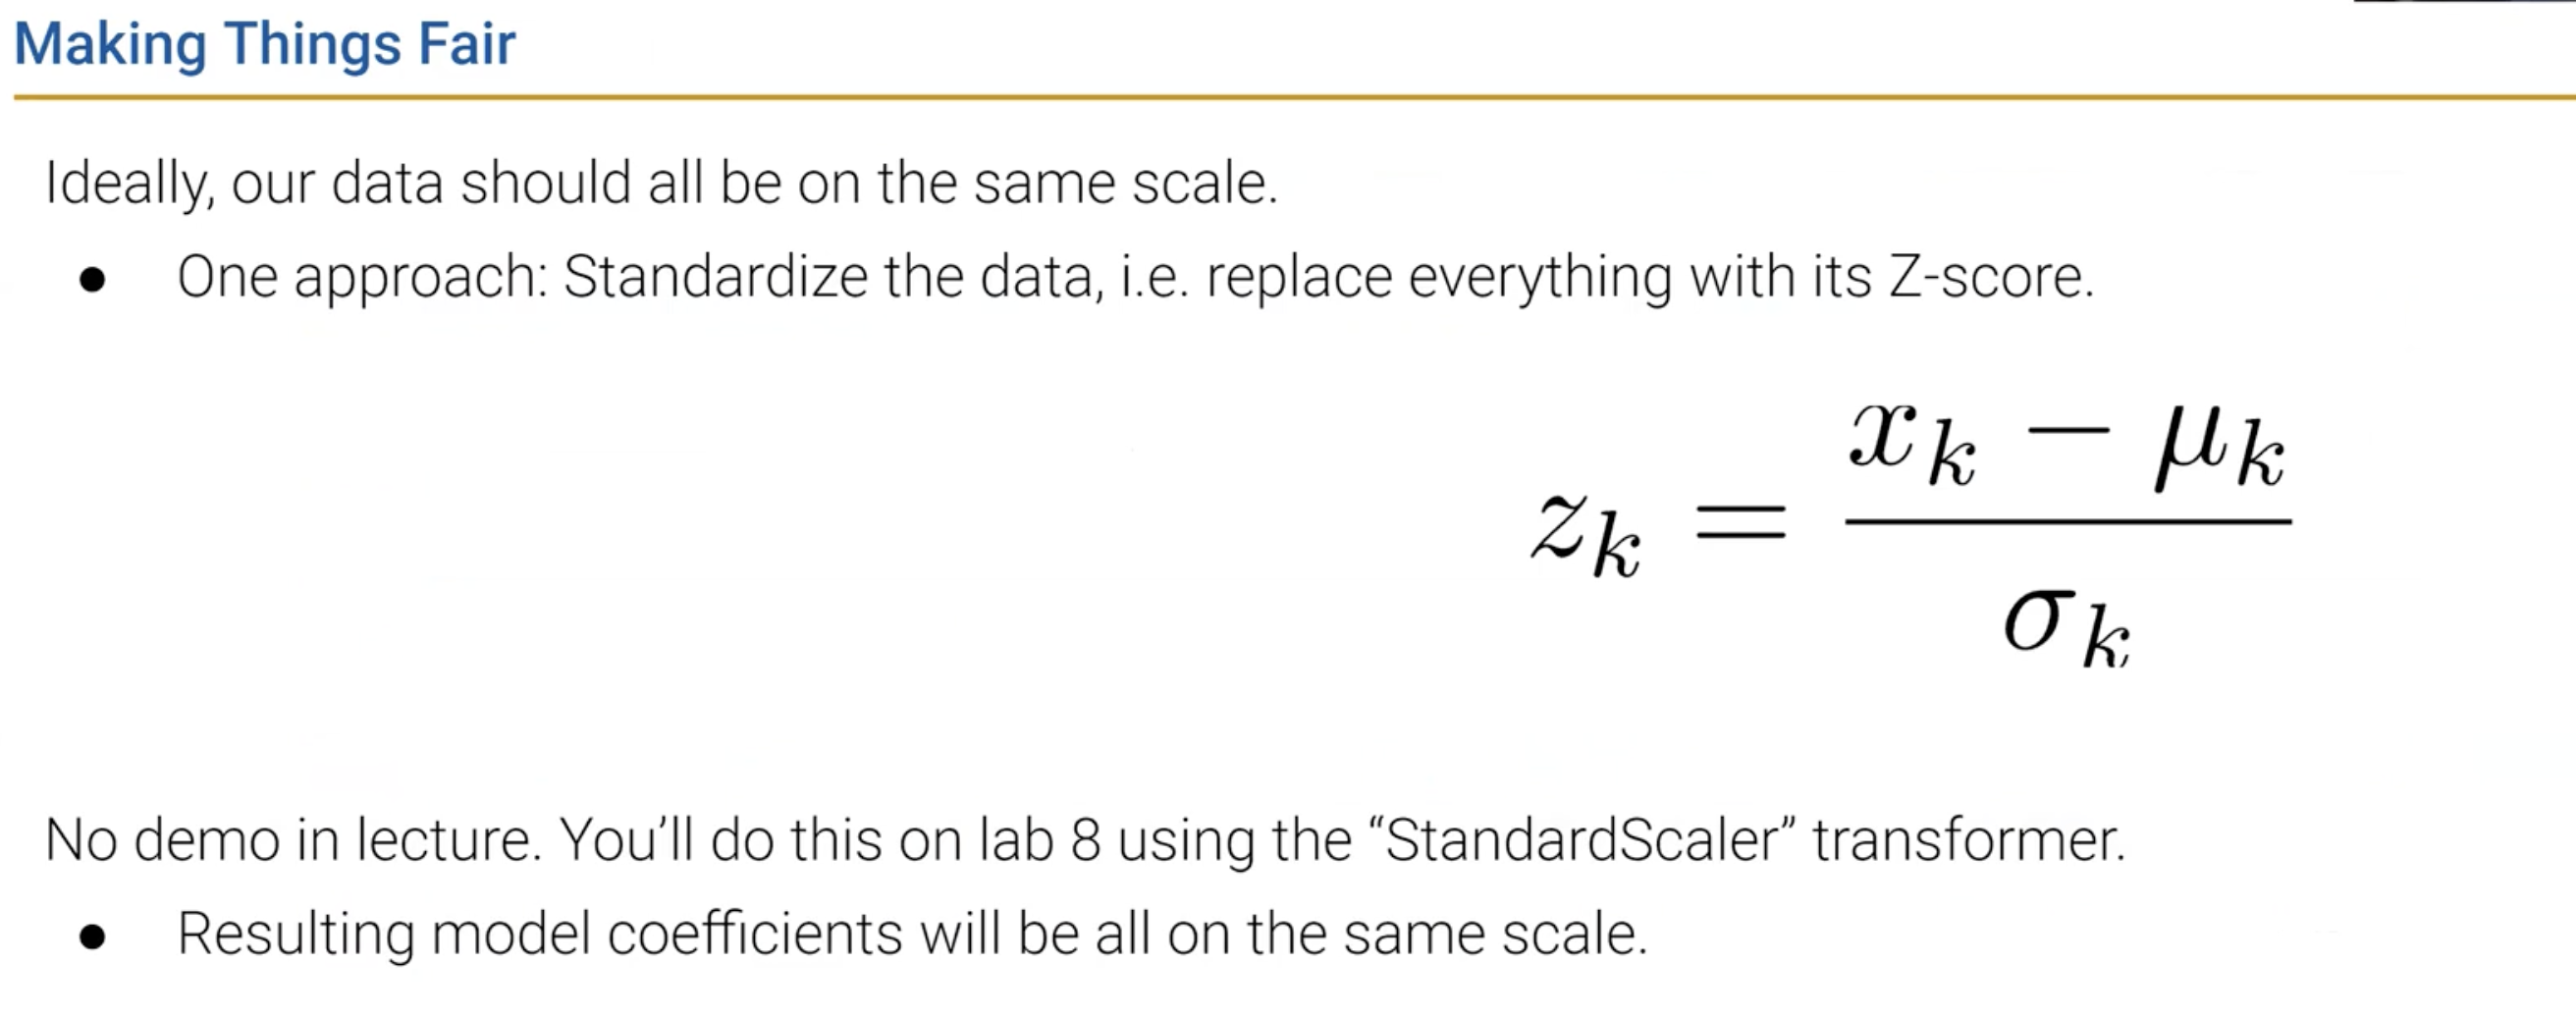 Making Things Fair
Ideally, our data should all be on the same scale.
● One approach: Standardize the data, i.e. replace everything with its Z-score.
z_k = \frac{x_k - \mu_k}{\sigma_k}
No demo in lecture. You’ll do this on lab 8 using the “StandardScaler” transformer.
● Resulting model coefficients will be all on the same scale.